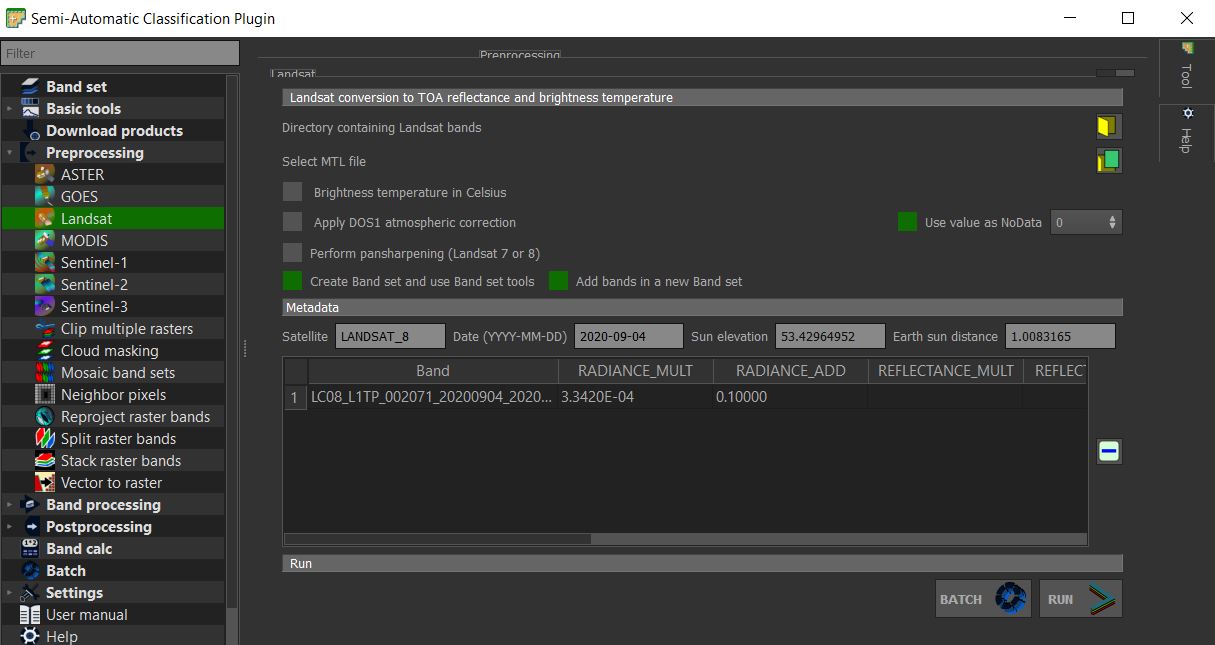 Semi-Automatic Classification Plugin
Filter
Band set
Basic tools
Download products
Preprocessing
ASTER
GOES
Landsat
MODIS
Sentinel-1
Sentinel-2
Sentinel-3
Clip multiple rasters
Cloud masking
Mosaic band sets
Neighbor pixels
Reproject raster bands
Split raster bands
Stack raster bands
Vector to raster
Band processing
Postprocessing
Band calc
Batch
Settings
User manual
Help
Preprocessing
Landsat
Landsat conversion to TOA reflectance and brightness temperature
Directory containing Landsat bands
Select MTL file
Brightness temperature in Celsius
Apply DOS1 atmospheric correction Use value as NoData 0
Perform pansharpening (Landsat 7 or 8)
Create Band set and use Band set tools Add bands in a new Band set
Metadata
Satellite LANDSAT_8 Date (YYYY-MM-DD) 2020-09-04 Sun elevation 53.42964952 Earth sun distance 1.0083165
Band RADIANCE_MULT RADIANCE_ADD REFLECTANCE_MULT REFLECT
1 LC08_L1TP_002071_20200904_2020... 3.3420E-04 0.10000
Run
BATCH RUN
Tool
Help